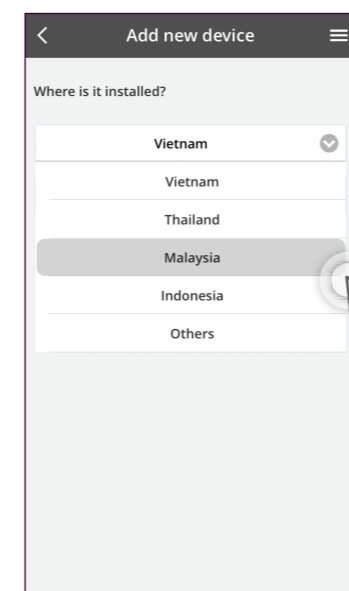 Add new device
Where is it installed?
Vietnam
Vietnam
Thailand
Malaysia
Indonesia
Others